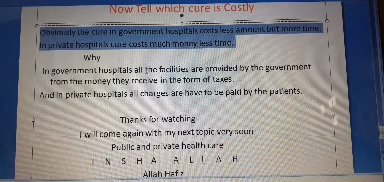 Now Tell which cure is Costly
Obviously the cure in government hospitals costs less amount but more time.
In private hospitals cure costs much money less time.
Why
In government hospitals all the facilities are provided by the government
from the money they receive in the form of taxes.
And in private hospitals all charges are have to be paid by the patients.
Thanks for watching
I will come again with my next topic very soon
Public and private health care
I N S H A A L L A H
Allah Hafiz